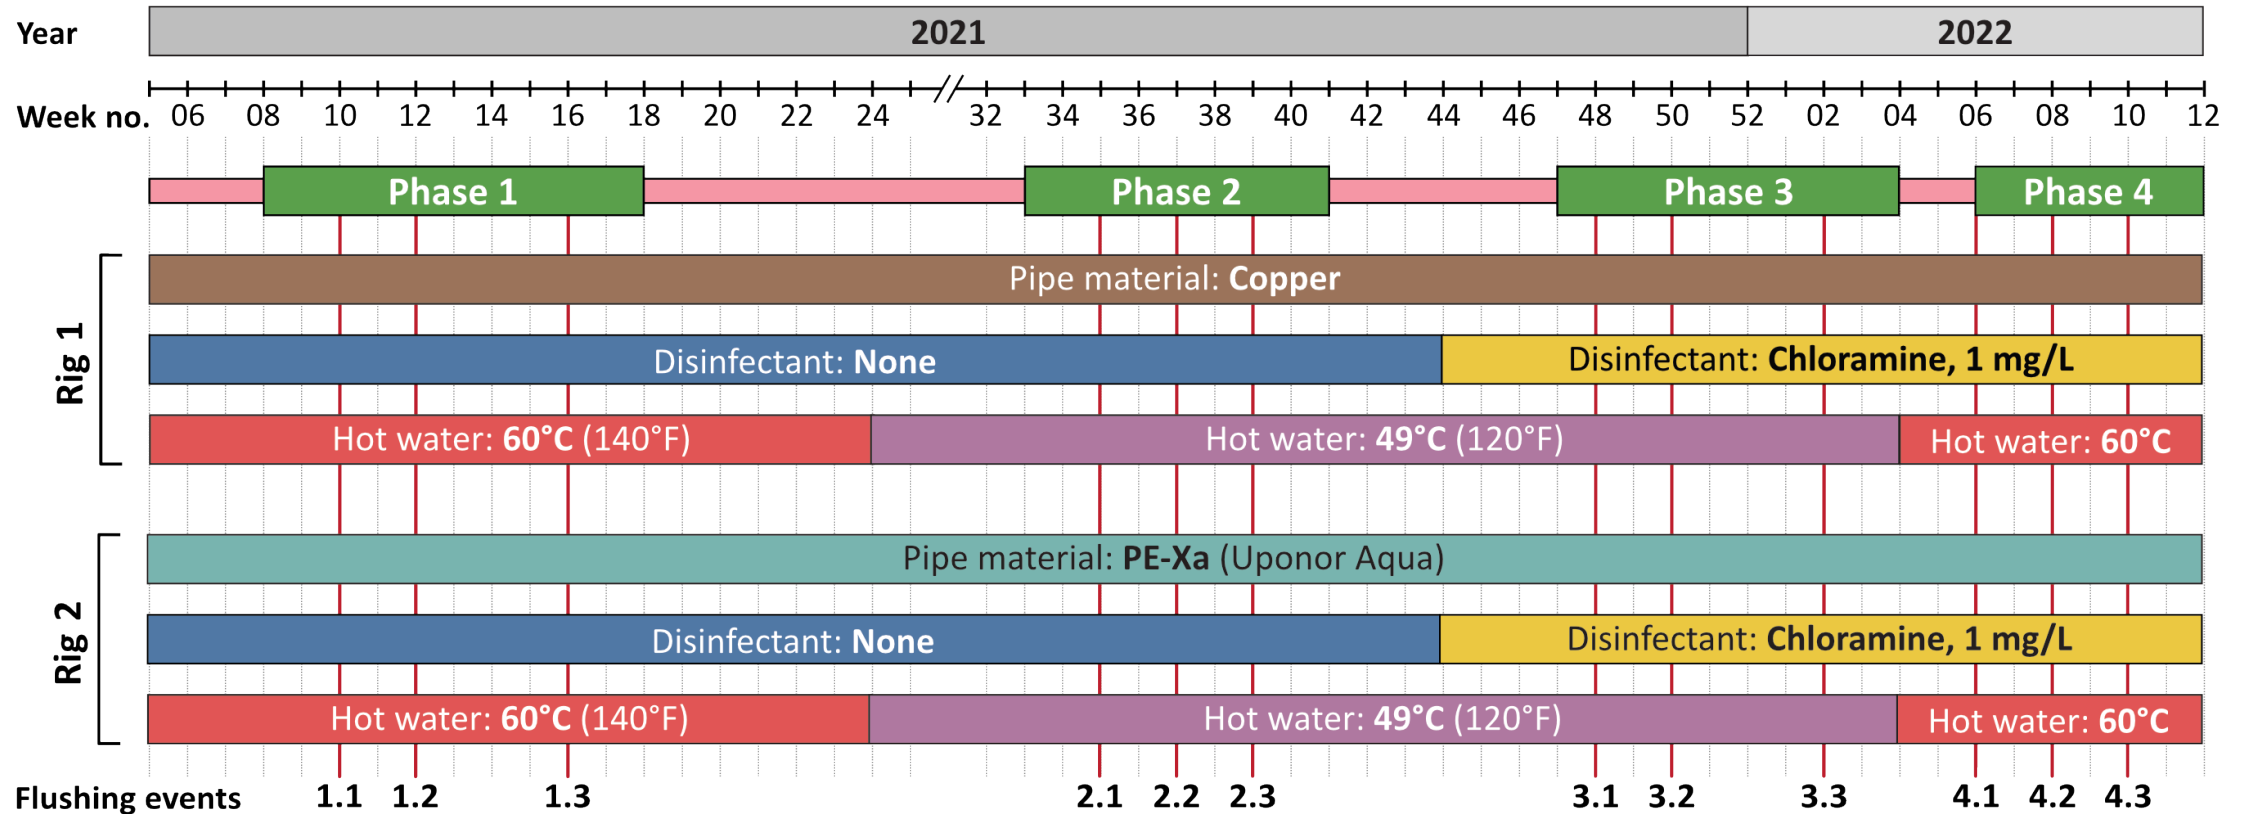 Year 2021 2022
Week no. 06 08 10 12 14 16 18 20 22 24 32 34 36 38 40 42 44 46 48 50 52 02 04 06 08 10 12
Phase 1 Phase 2 Phase 3 Phase 4
Rig 1
Pipe material: Copper
Disinfectant: None Disinfectant: Chloramine, 1 mg/L
Hot water: 60°C (140°F) Hot water: 49°C (120°F) Hot water: 60°C
Rig 2
Pipe material: PE-Xa (Uponor Aqua)
Disinfectant: None Disinfectant: Chloramine, 1 mg/L
Hot water: 60°C (140°F) Hot water: 49°C (120°F) Hot water: 60°C
Flushing events 1.1 1.2 1.3 2.1 2.2 2.3 3.1 3.2 3.3 4.1 4.2 4.3